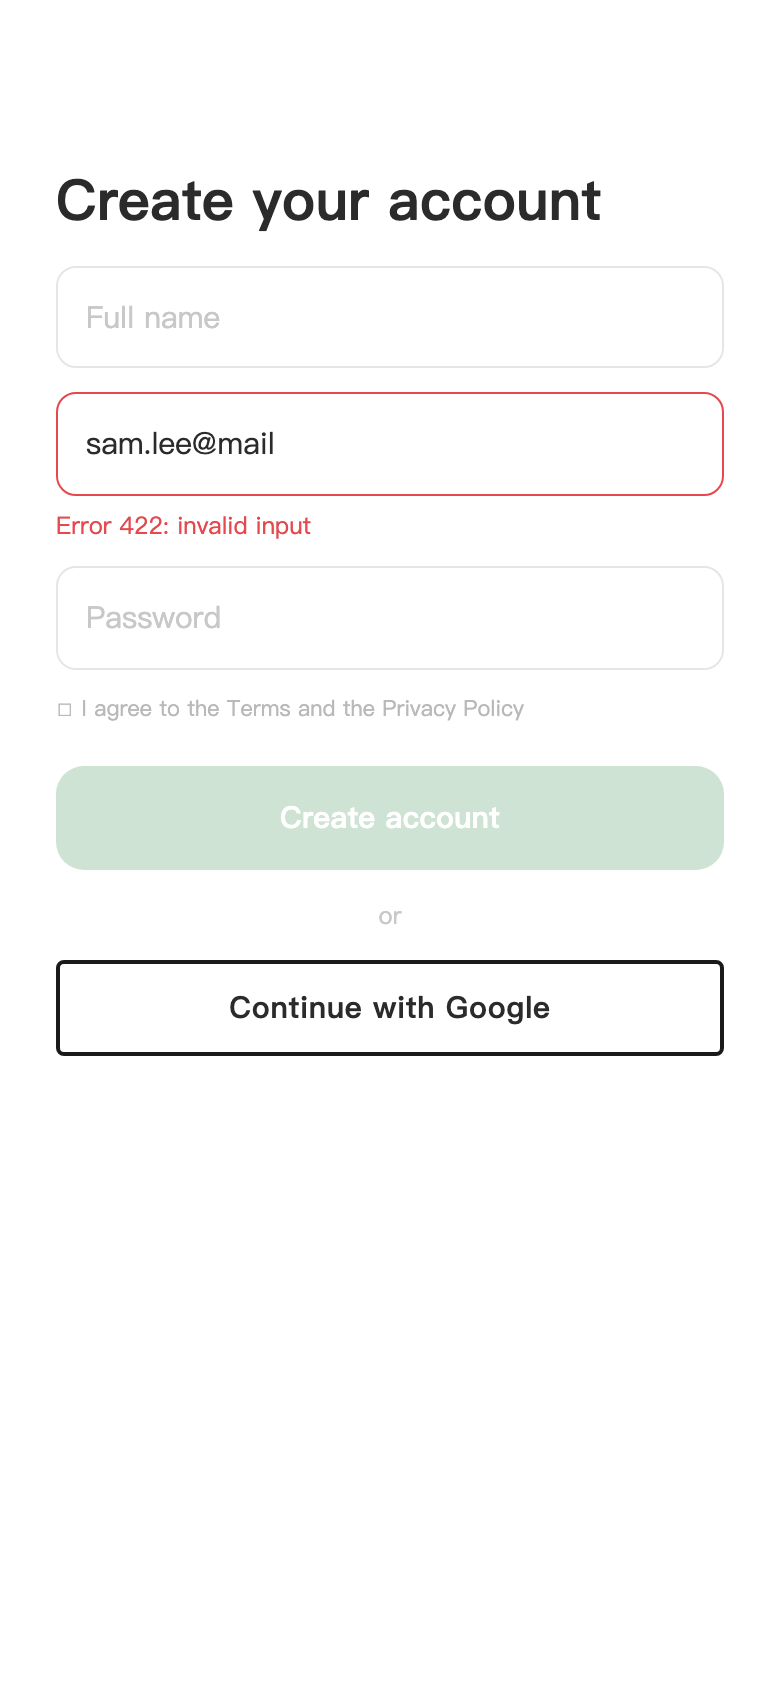 Create your account
Full name
sam.lee@mail
Error 422: invalid input
Password
□ I agree to the Terms and the Privacy Policy
Create account
or
Continue with Google